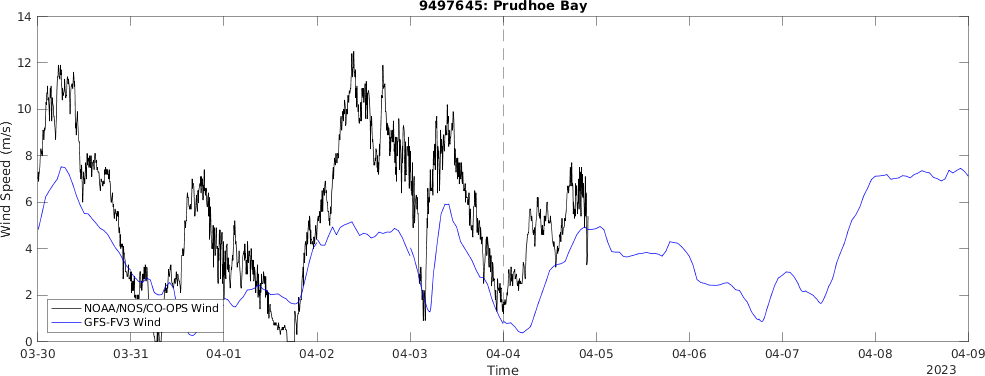 9497645: Prudhoe Bay
14
12
10
8
6
4
2
0
Wind Speed (m/s)
NOAA/NOS/CO-OPS Wind
GFS-FV3 Wind
03-30 03-31 04-01 04-02 04-03 04-04 04-05 04-06 04-07 04-08 04-09
Time
2023